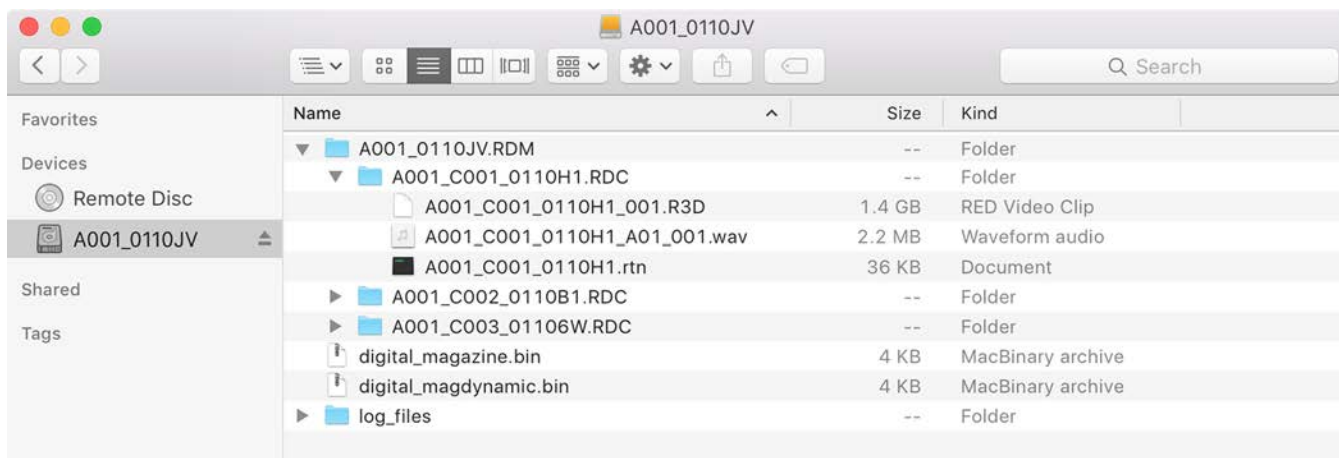 A001_0110JV
Search
Favorites
Devices
Remote Disc
A001_0110JV
Shared
Tags
Name Size Kind
A001_0110JV.RDM -- Folder
A001_C001_0110H1.RDC -- Folder
A001_C001_0110H1_001.R3D 1.4 GB RED Video Clip
A001_C001_0110H1_A01_001.wav 2.2 MB Waveform audio
A001_C001_0110H1.rtn 36 KB Document
A001_C002_0110B1.RDC -- Folder
A001_C003_01106W.RDC -- Folder
digital_magazine.bin 4 KB MacBinary archive
digital_magdynamic.bin 4 KB MacBinary archive
log_files -- Folder